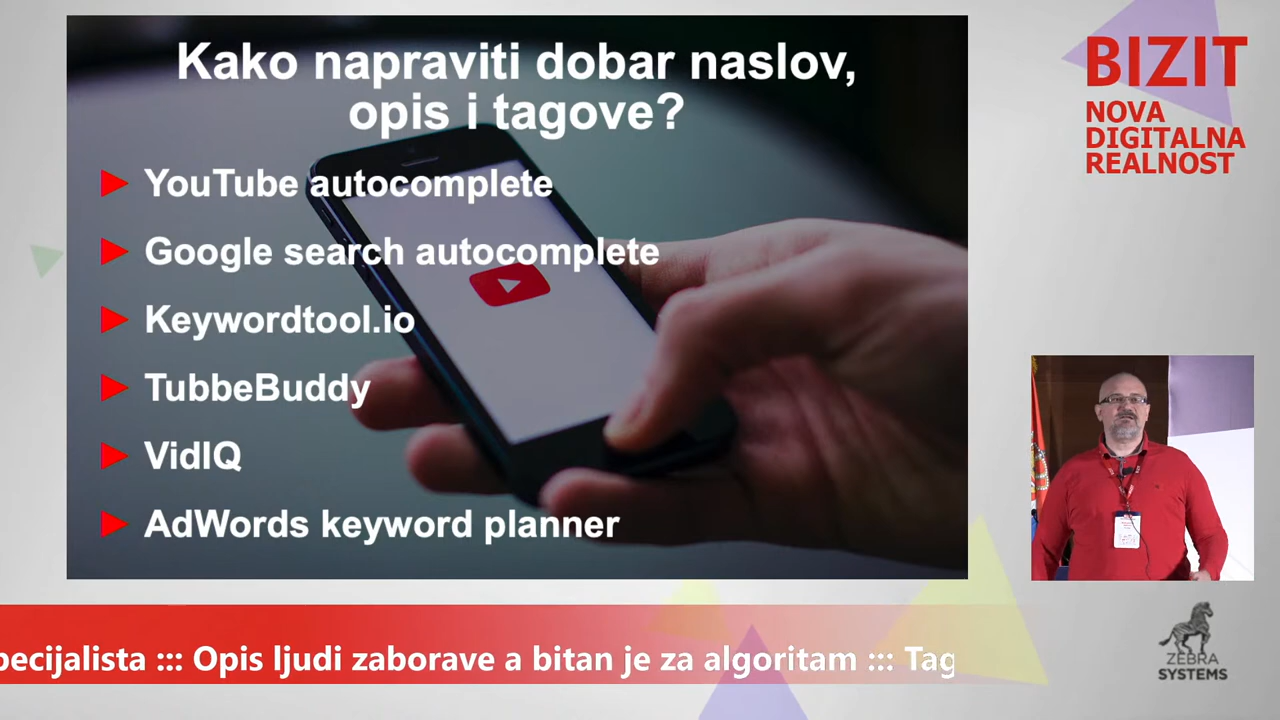 Kako napraviti dobar naslov,
opis i tagove?
YouTube autocomplete
Google search autocomplete
Keywordtool.io
TubbeBuddy
VidIQ
AdWords keyword planner
BIZIT
NOVA
DIGITALNA
REALNOST
pecijalista ::: Opis ljudi zaborave a bitan je za algoritam ::: Tag
ZEBRA
SYSTEMS